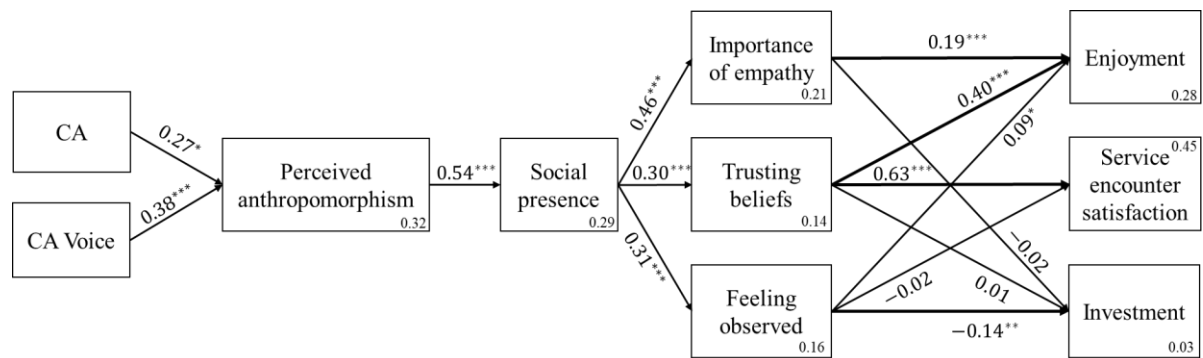 CA
CA Voice
0.27*
0.38***
Perceived
anthropomorphism
0.32
0.54***
Social
presence
0.29
0.46***
0.30***
0.31***
Importance
of empathy
0.21
Trusting
beliefs
0.14
Feeling
observed
0.16
0.19***
0.40***
0.09*
0.63***
−0.02
−0.02
0.01
−0.14**
Enjoyment
0.28
0.45
Service
encounter
satisfaction
Investment
0.03